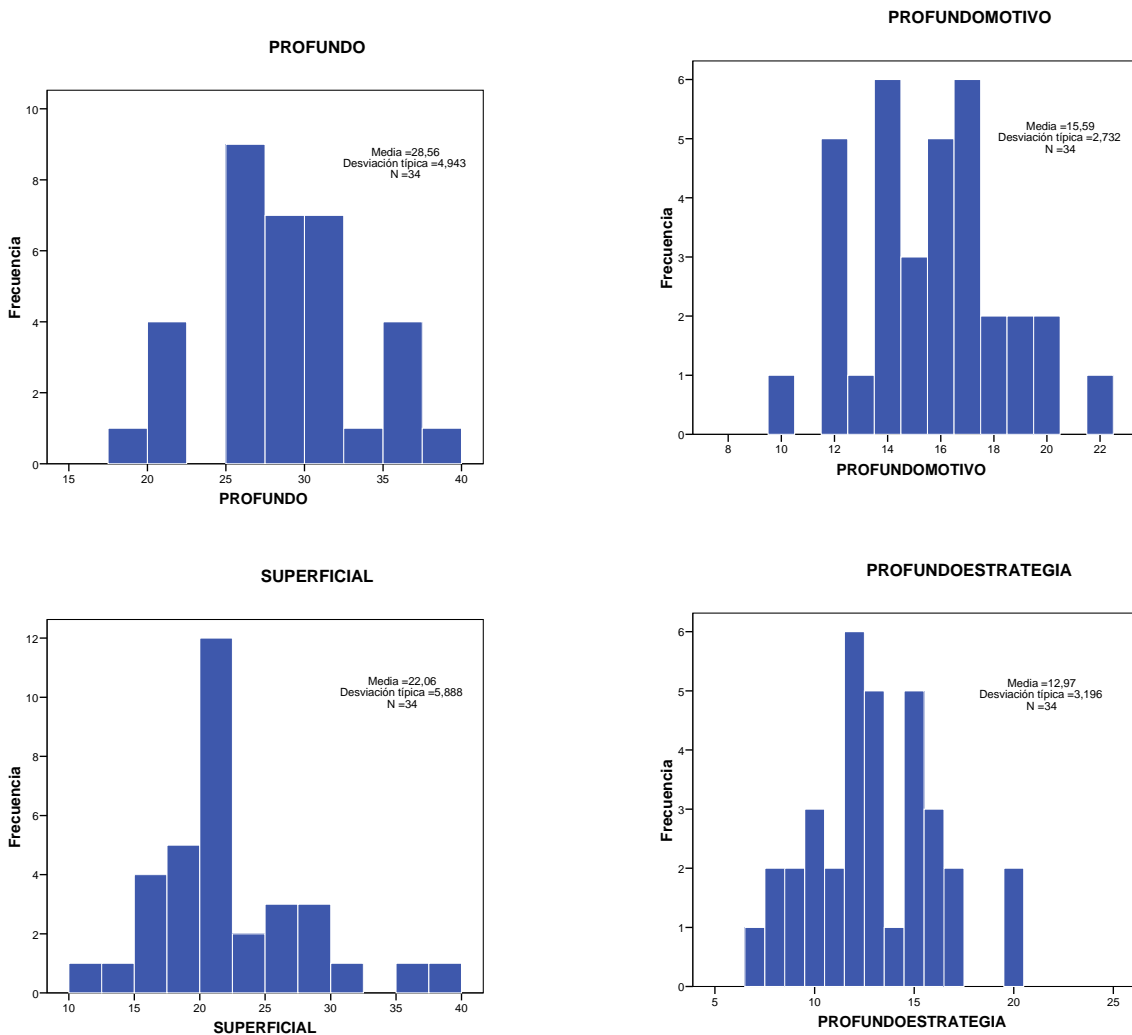 PROFUNDO
10
8
6
4
2
0
Frecuencia
Media =28,56
Desviación típica =4,943
N =34
15 20 25 30 35 40
PROFUNDO
PROFUNDOMOTIVO
6
5
4
3
2
1
0
Frecuencia
Media =15,59
Desviación típica =2,732
N =34
8 10 12 14 16 18 20 22
PROFUNDOMOTIVO
SUPERFICIAL
12
10
8
6
4
2
0
Frecuencia
Media =22,06
Desviación típica =5,888
N =34
10 15 20 25 30 35 40
SUPERFICIAL
PROFUNDOESTRATEGIA
6
5
4
3
2
1
0
Frecuencia
Media =12,97
Desviación típica =3,196
N =34
5 10 15 20 25
PROFUNDOESTRATEGIA